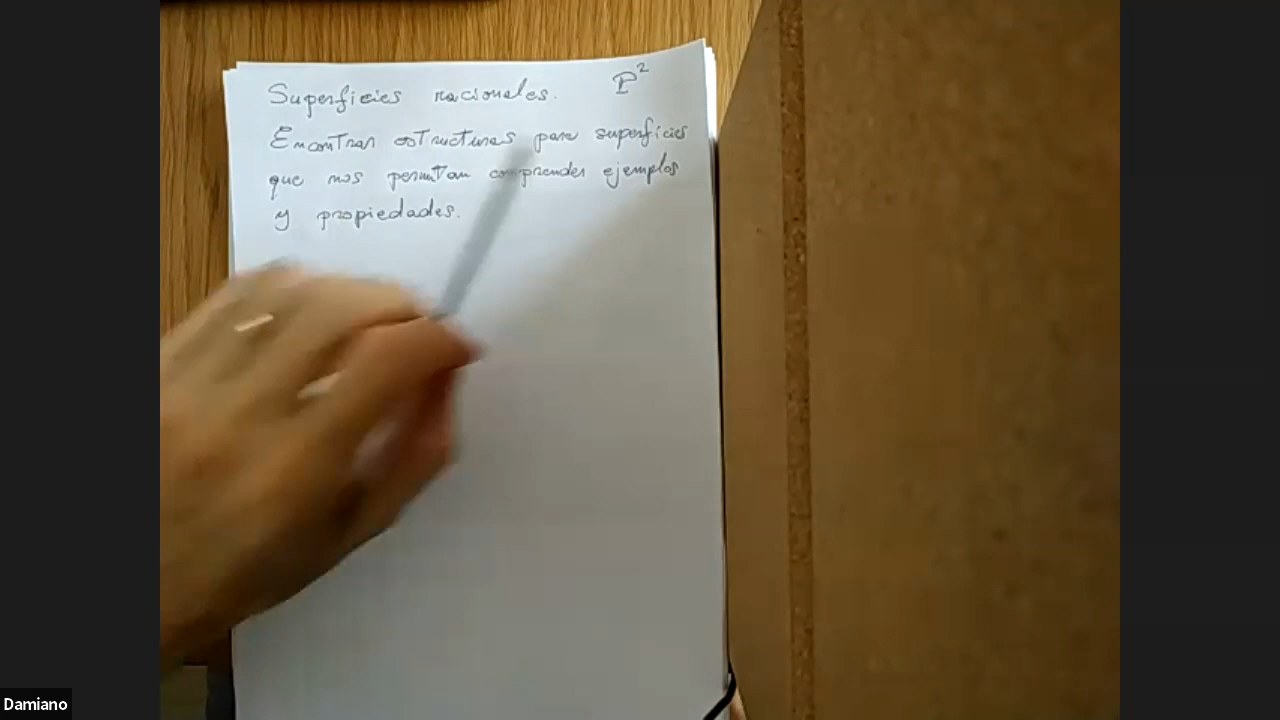 Superficies racionales. ℙ²
Encontrar estructuras para superficies
que nos permitan comprender ejemplos
y propiedades.
Damiano